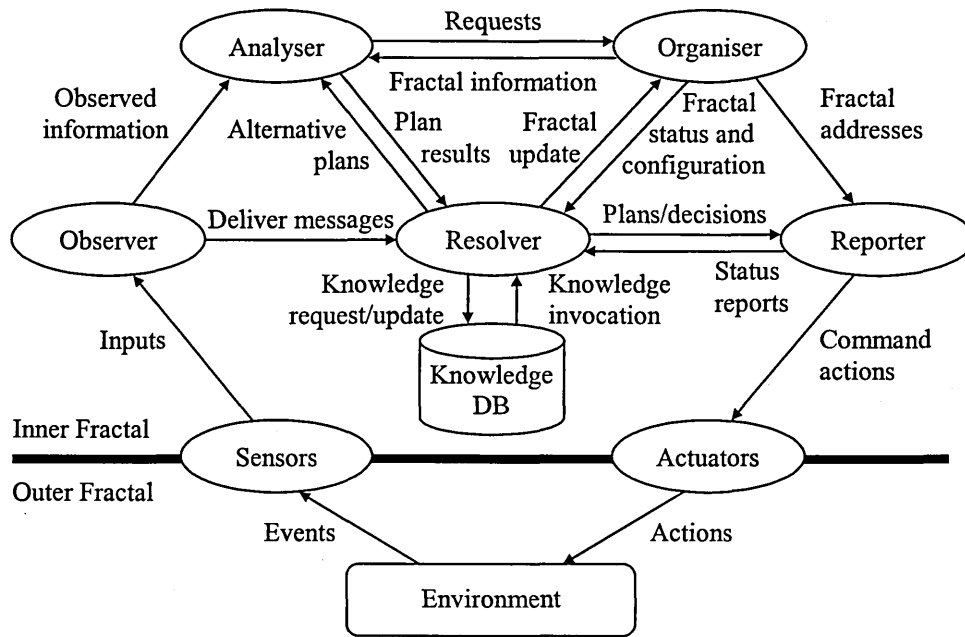 Analyser
Requests
Organiser
Fractal information
Observed
information
Alternative
plans
Plan
results
Fractal
update
Fractal
status and
configuration
Fractal
addresses
Observer
Deliver messages
Resolver
Plans/decisions
Reporter
Status
reports
Knowledge
request/update
Knowledge
invocation
Inputs
Knowledge
DB
Command
actions
Inner Fractal
Sensors
Actuators
Outer Fractal
Events
Actions
Environment